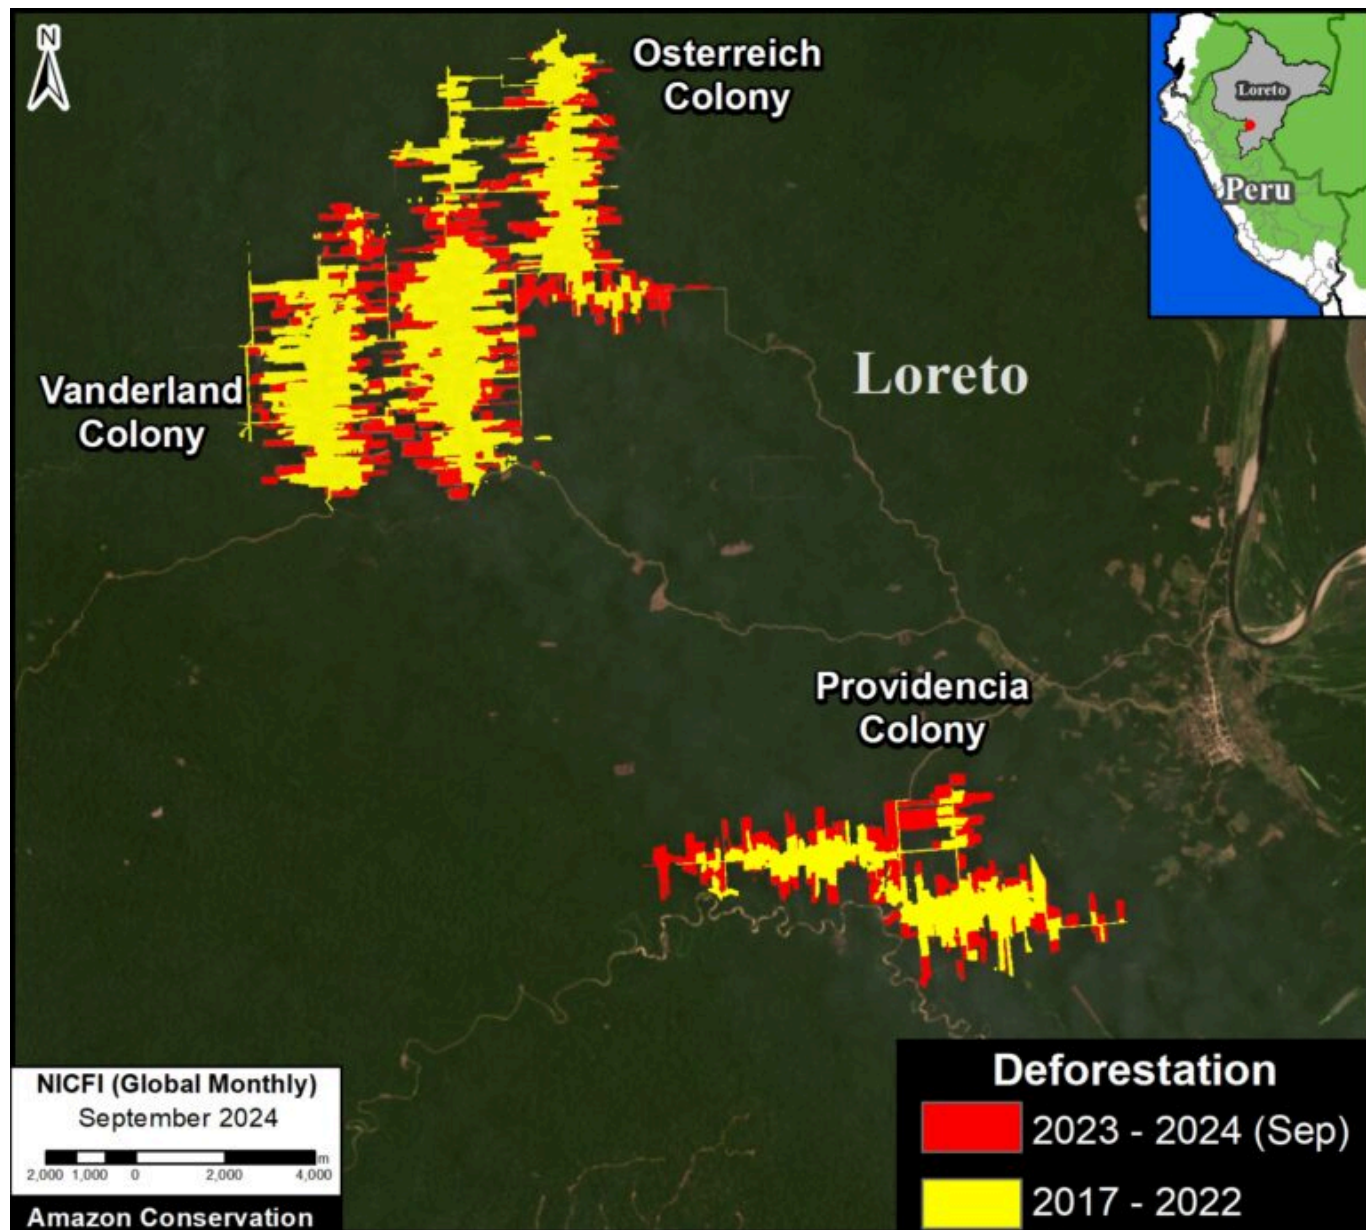 N
Osterreich
Colony
Loreto
Peru
Vanderland
Colony
Loreto
Providencia
Colony
NICFI (Global Monthly)
September 2024
m
2,000 1,000 0 2,000 4,000
Amazon Conservation
Deforestation
2023 - 2024 (Sep)
2017 - 2022